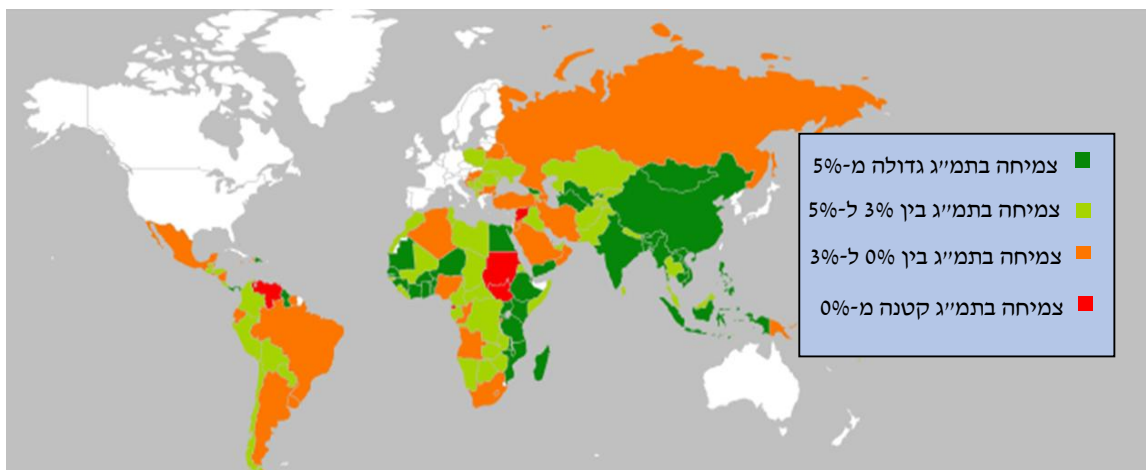 צמיחה בתמ״ג גדולה מ-5%
צמיחה בתמ״ג בין 3% ל-5%
צמיחה בתמ״ג בין 0% ל-3%
צמיחה בתמ״ג קטנה מ-0%